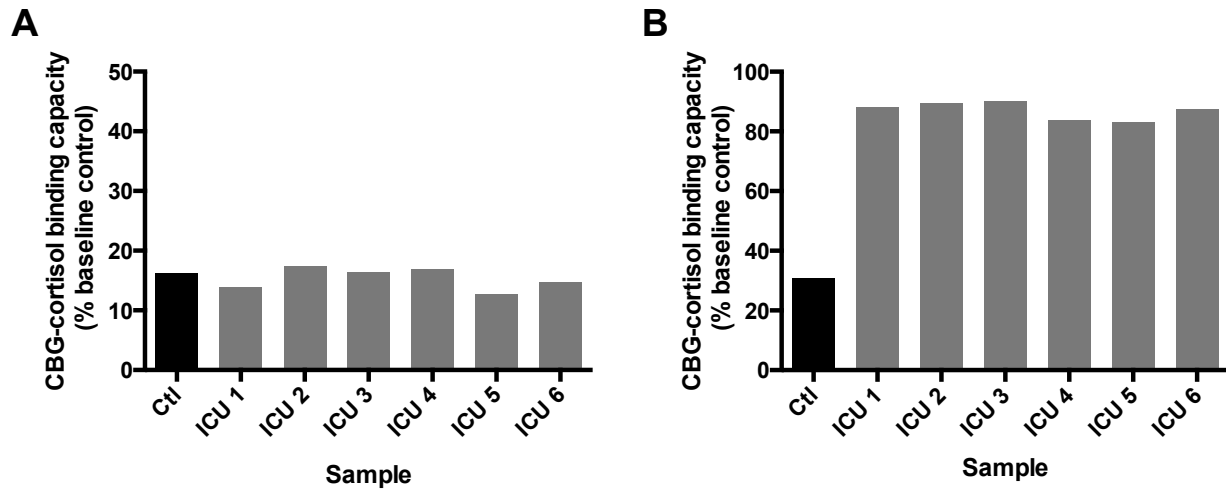 A
CBG-cortisol binding capacity
(% baseline control)
50
40
30
20
10
0
Ctl
ICU 1
ICU 2
ICU 3
ICU 4
ICU 5
ICU 6
Sample
B
CBG-cortisol binding capacity
(% baseline control)
100
80
60
40
20
0
Ctl
ICU 1
ICU 2
ICU 3
ICU 4
ICU 5
ICU 6
Sample